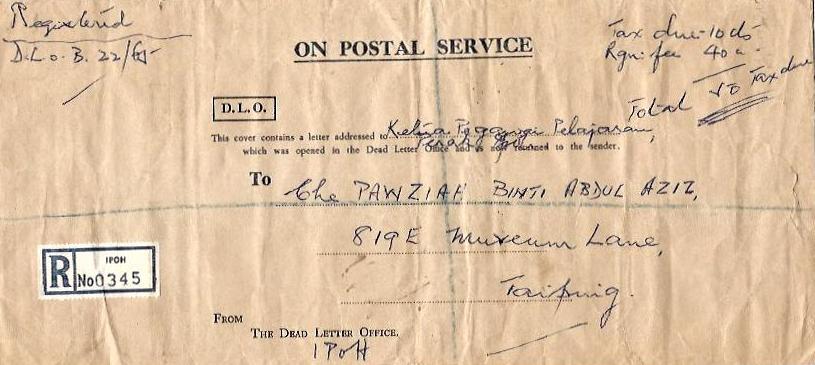 Registered
D.L.O.B. 22/65
ON POSTAL SERVICE
Tax due 10
Rgn: fee 40
Total 50 Tax due
D. L. O.
This cover contains a letter addressed to Ketua Pegawai Pelajaran,
Perak, Ipoh
which was opened in the Dead Letter Office and is now returned to the sender.
To Che PAWZIAH BINTI ABDUL AZIZ,
819E Museum Lane,
Taiping.
R IPOH
No 0345
FROM
THE DEAD LETTER OFFICE.
IPOH